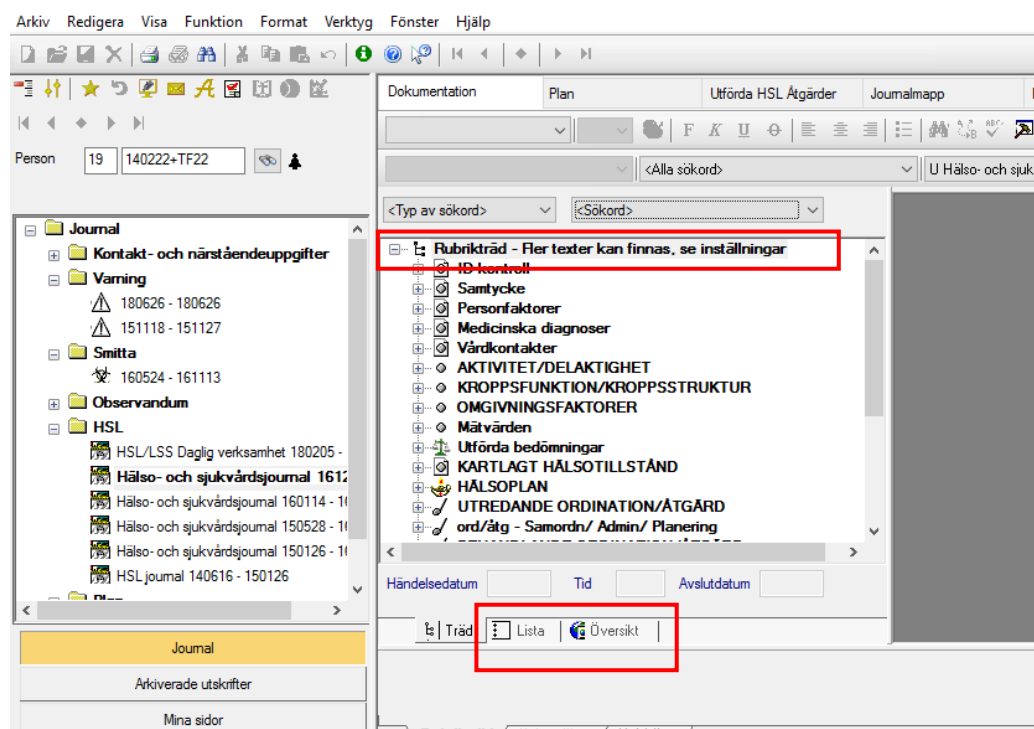 Arkiv Redigera Visa Funktion Format Verktyg Fönster Hjälp
Person 19 140222+TF22
Journal
Kontakt- och närståendeuppgifter
Varning
180626 - 180626
151118 - 151127
Smitta
160524 - 161113
Observandum
HSL
HSL/LSS Daglig verksamhet 180205 -
Hälso- och sjukvårdsjournal 1612
Hälso- och sjukvårdsjournal 160114 - 16
Hälso- och sjukvårdsjournal 150528 - 16
Hälso- och sjukvårdsjournal 150126 - 1
HSL journal 140616 - 150126
Plan
Journal
Arkiverade utskrifter
Mina sidor
Dokumentation Plan Utförda HSL Åtgärder Journalmapp
F K U
<Alla sökord> U Hälso- och sjuk
<Typ av sökord> <Sökord>
Rubrikträd - Fler texter kan finnas, se inställningar
ID kontroll
Samtycke
Personfaktorer
Medicinska diagnoser
Vårdkontakter
AKTIVITET/DELAKTIGHET
KROPPSFUNKTION/KROPPSSTRUKTUR
OMGIVNINGSFAKTORER
Mätvärden
Utförda bedömningar
KARTLAGT HÄLSOTILLSTÅND
HÄLSOPLAN
UTREDANDE ORDINATION/ÅTGÄRD
ord/åtg - Samordn/ Admin/ Planering
Händelsedatum Tid Avslutdatum
Träd Lista Översikt